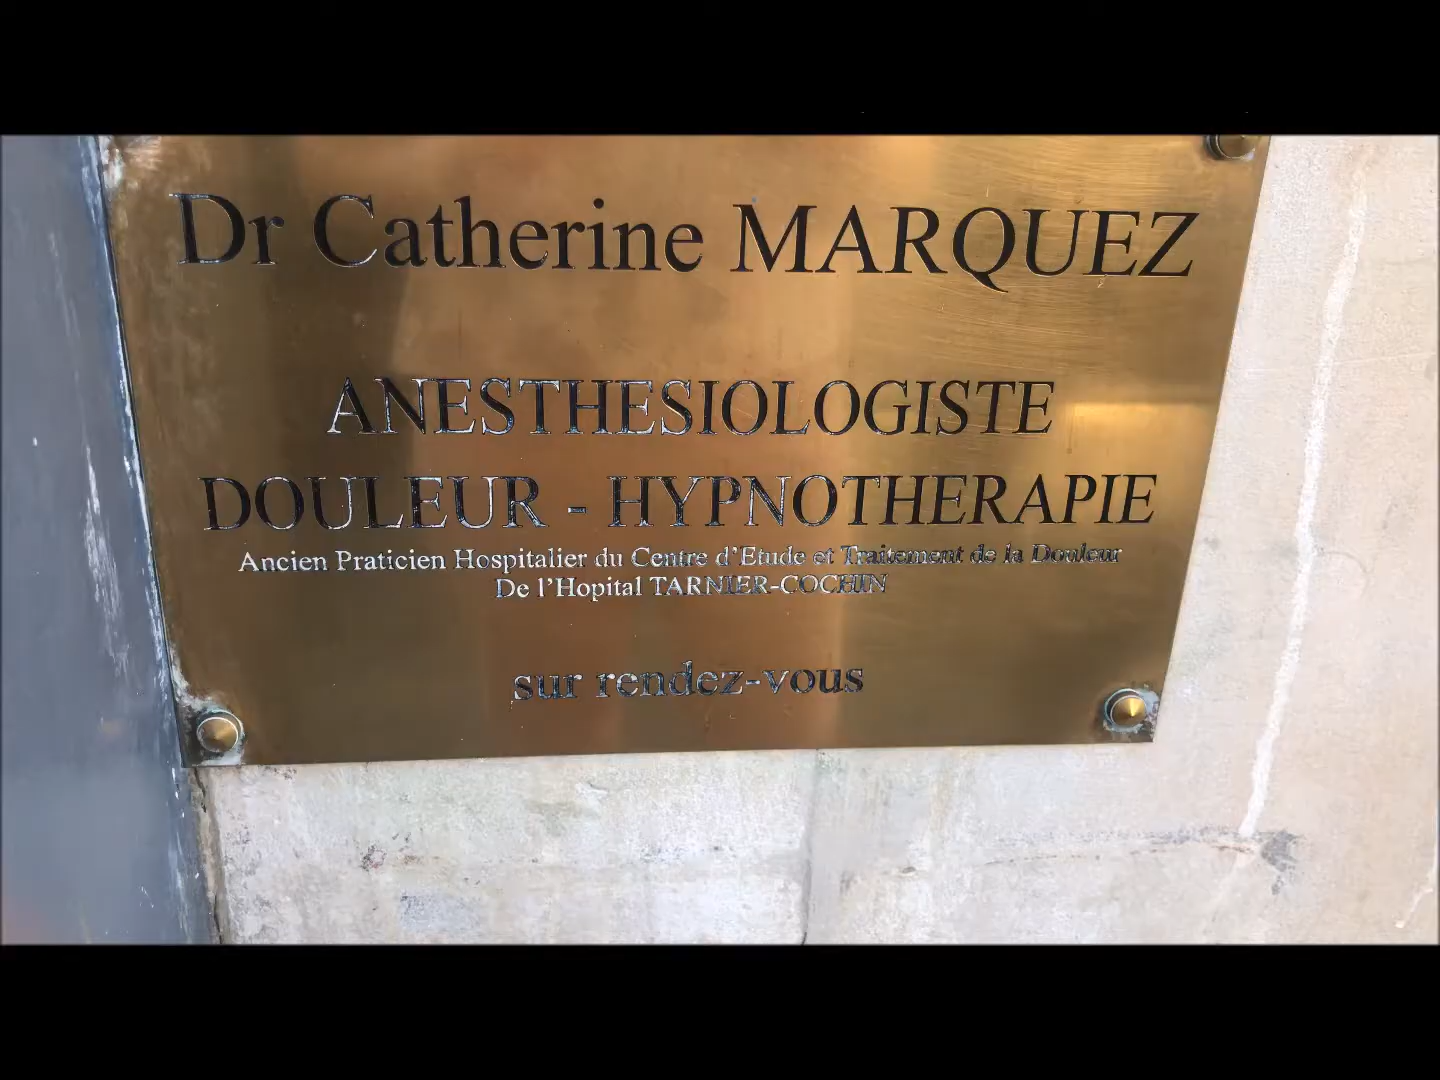 Dr Catherine MARQUEZ
ANESTHESIOLOGISTE
DOULEUR - HYPNOTHERAPIE
Ancien Praticien Hospitalier du Centre d'Etude et Traitement de la Douleur
De l'Hopital TARNIER-COCHIN
sur rendez-vous